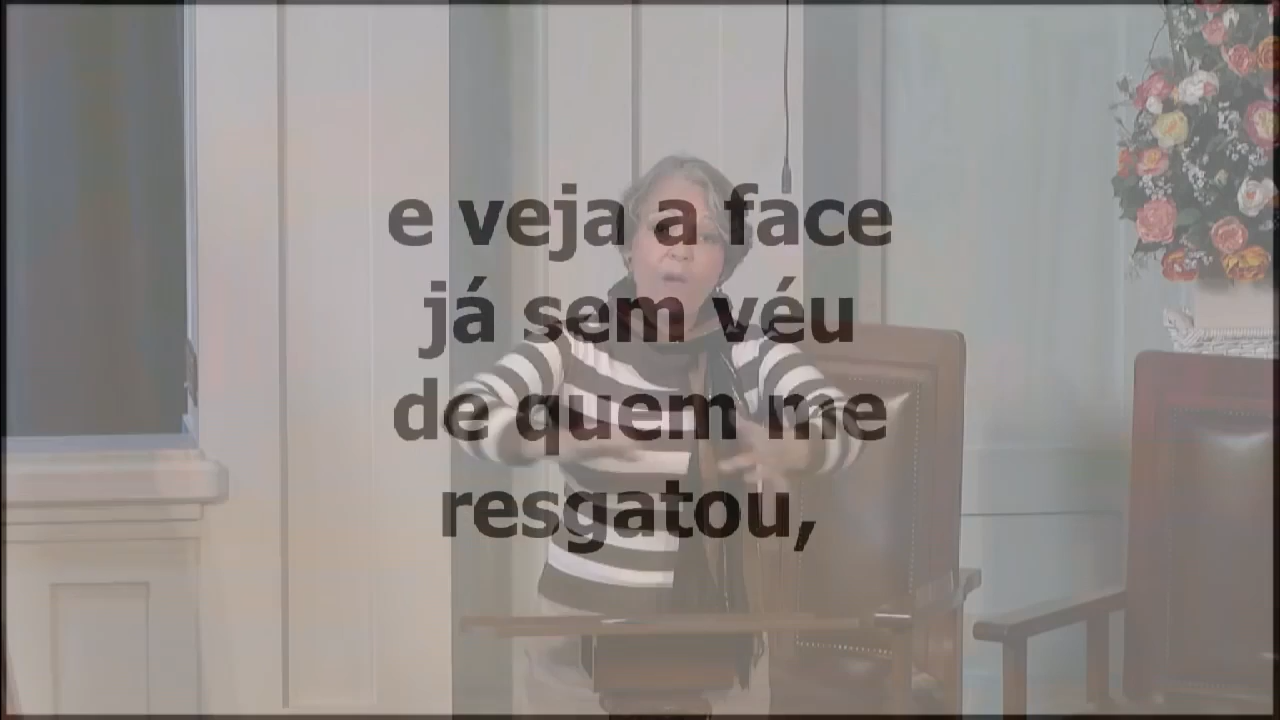 e veja a face
já sem véu
de quem me
resgatou,